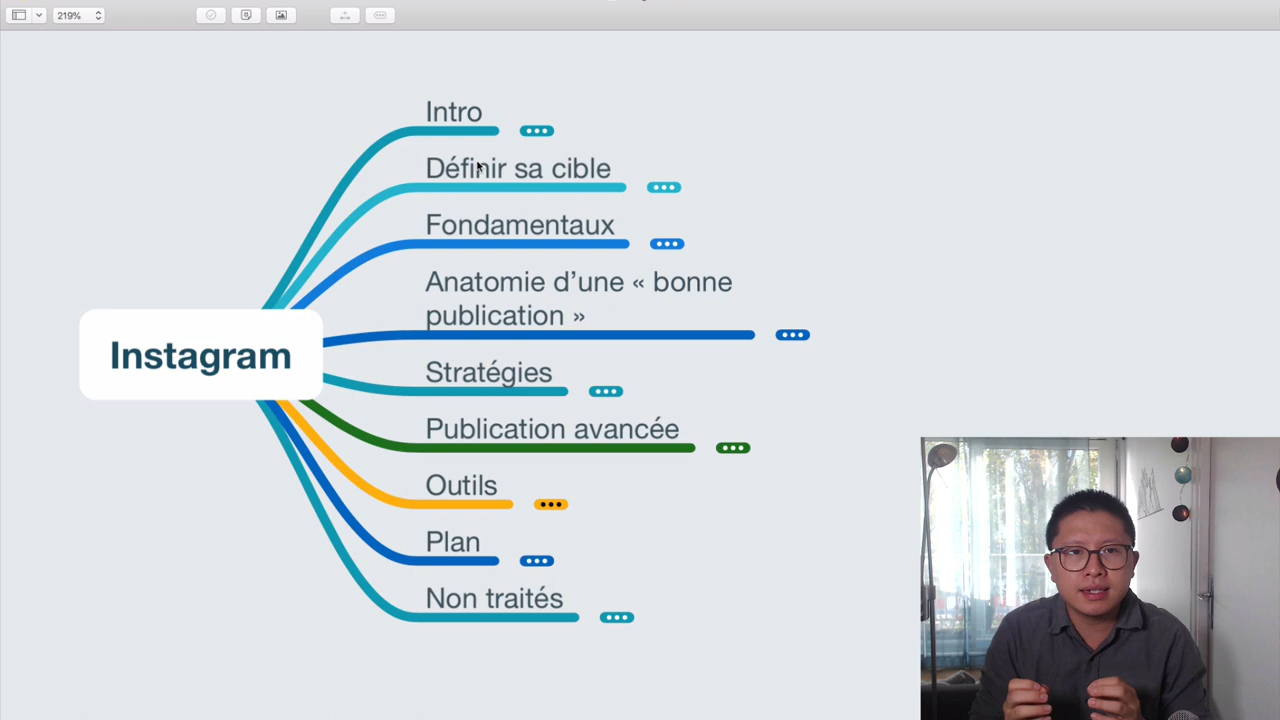 219%
Intro
Définir sa cible
Fondamentaux
Anatomie d’une « bonne
publication »
Stratégies
Instagram
Publication avancée
Outils
Plan
Non traités